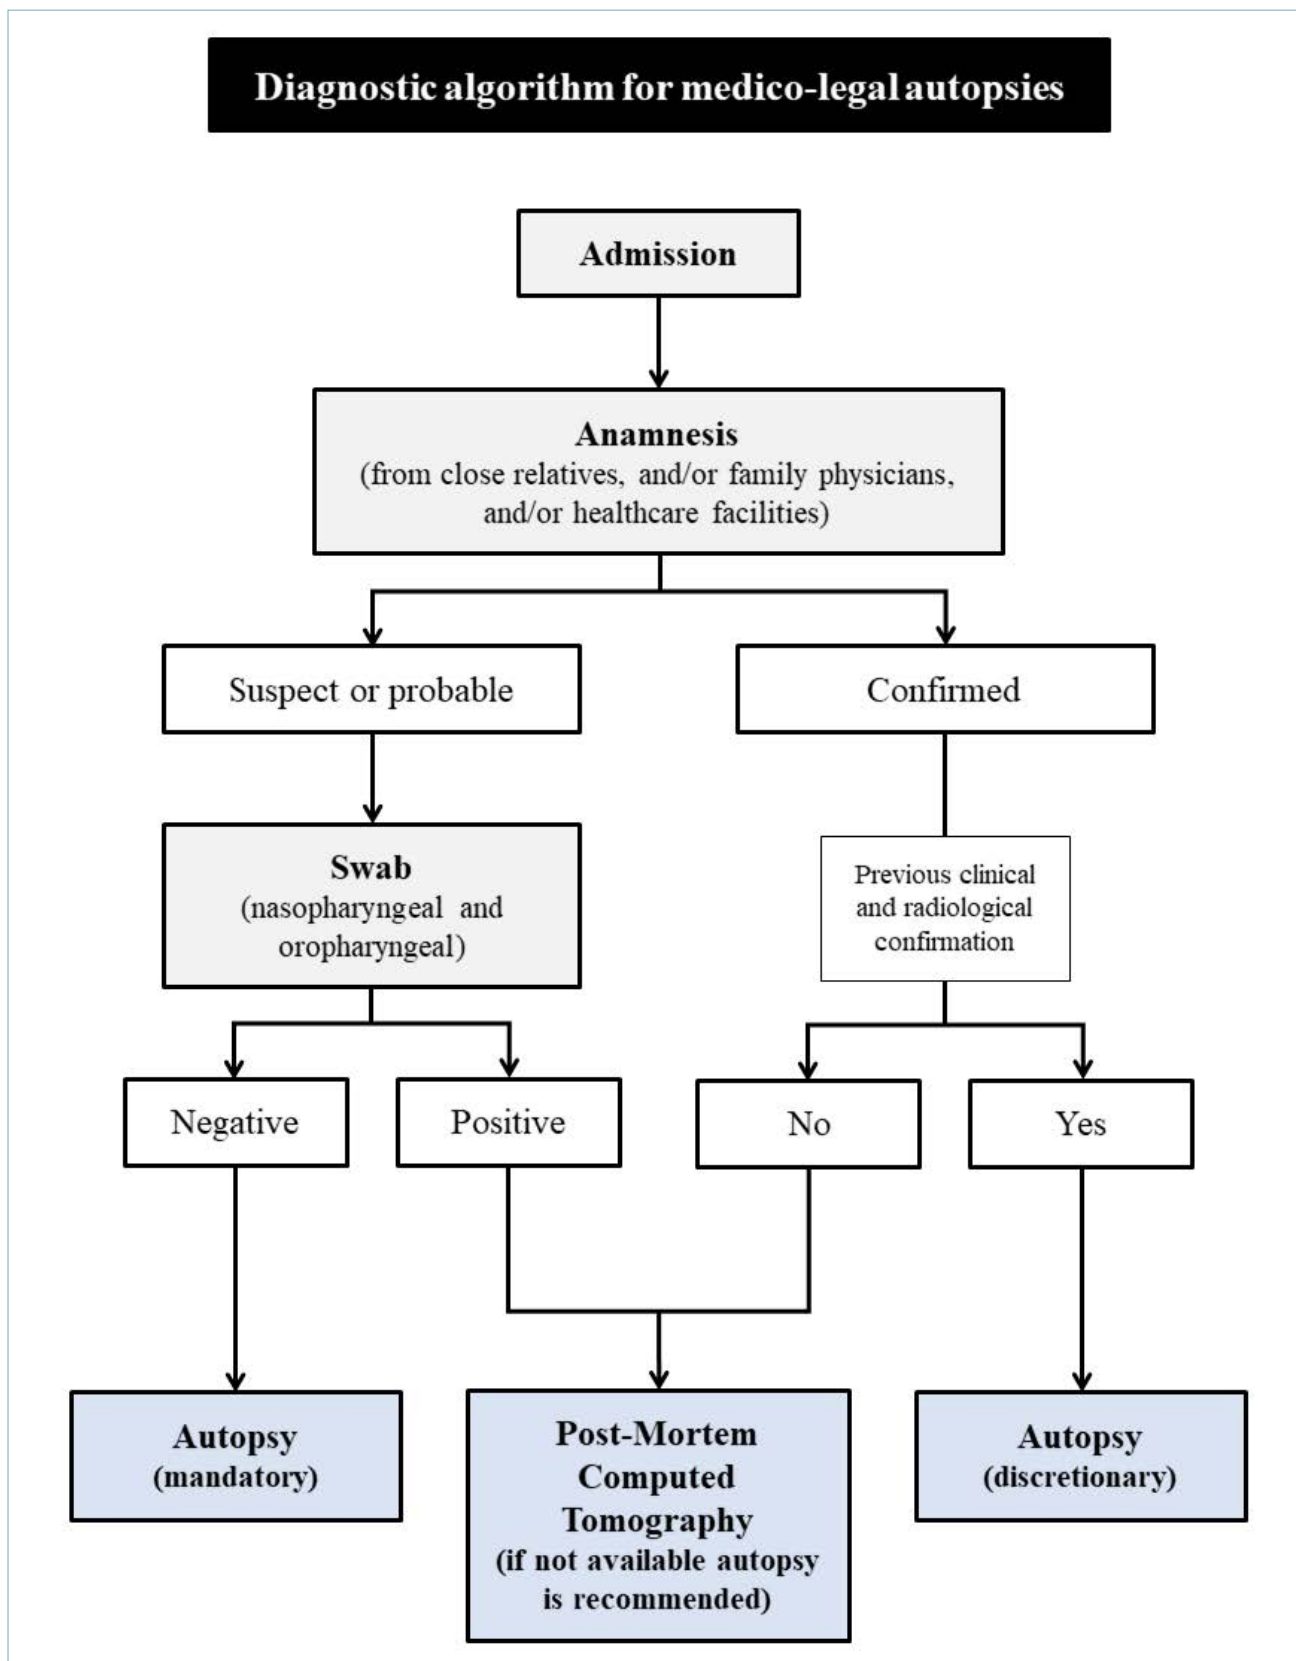 Diagnostic algorithm for medico-legal autopsies
Admission
Anamnesis
(from close relatives, and/or family physicians,
and/or healthcare facilities)
Suspect or probable
Confirmed
Swab
(nasopharyngeal and
oropharyngeal)
Previous clinical
and radiological
confirmation
Negative
Positive
No
Yes
Autopsy
(mandatory)
Post-Mortem
Computed
Tomography
(if not available autopsy
is recommended)
Autopsy
(discretionary)